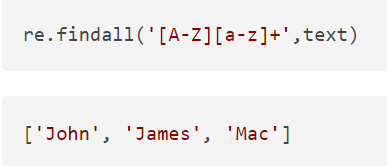 re.findall('[A-Z][a-z]+',text)
['John', 'James', 'Mac']